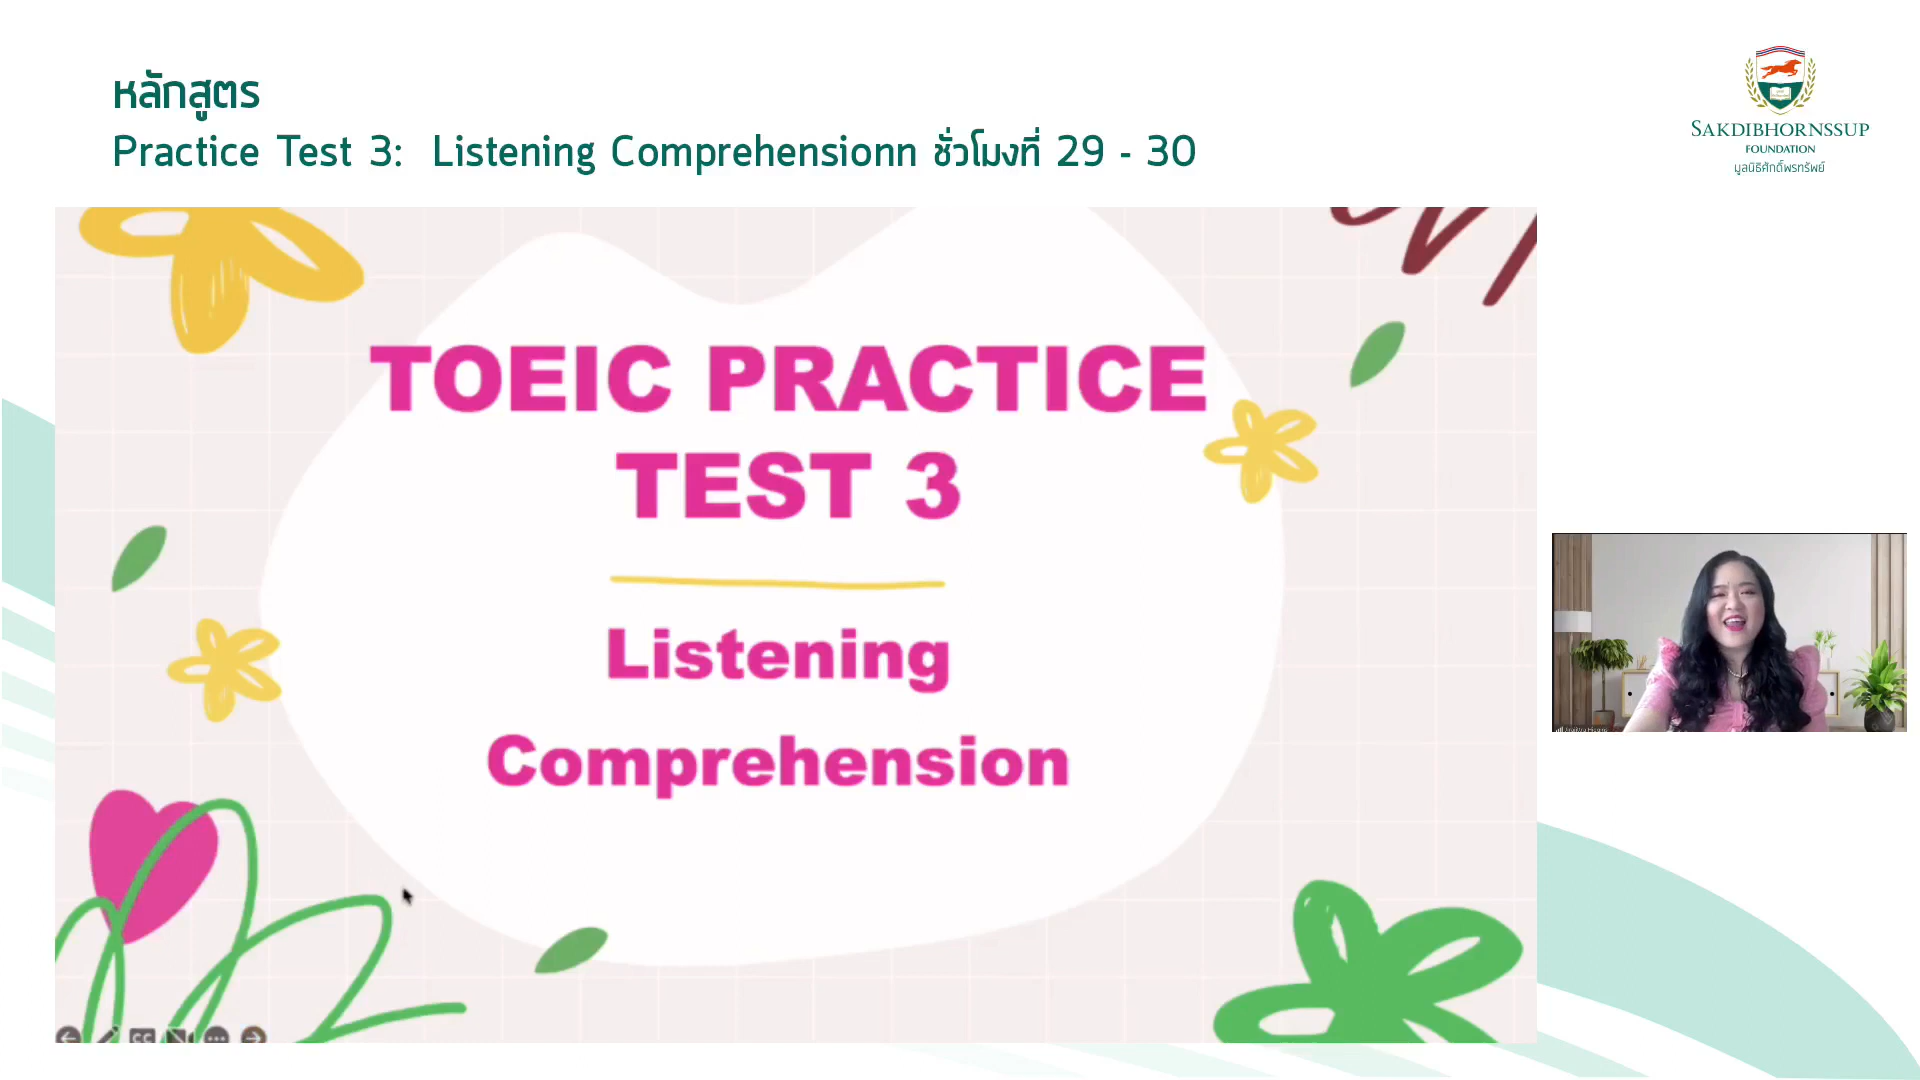 หลักสูตร
Practice Test 3: Listening Comprehensionn ชั่วโมงที่ 29 - 30
SAKDIBHORNSSUP
FOUNDATION
มูลนิธิศักดิ์พรทรัพย์
TOEIC PRACTICE
TEST 3
Listening
Comprehension
CC